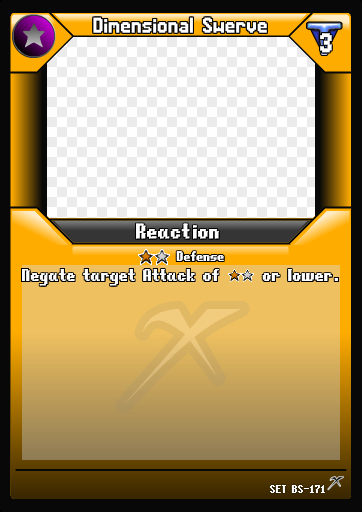 Dimensional Swerve
3
Reaction
Defense
Negate target Attack of or lower.
SET BS-171